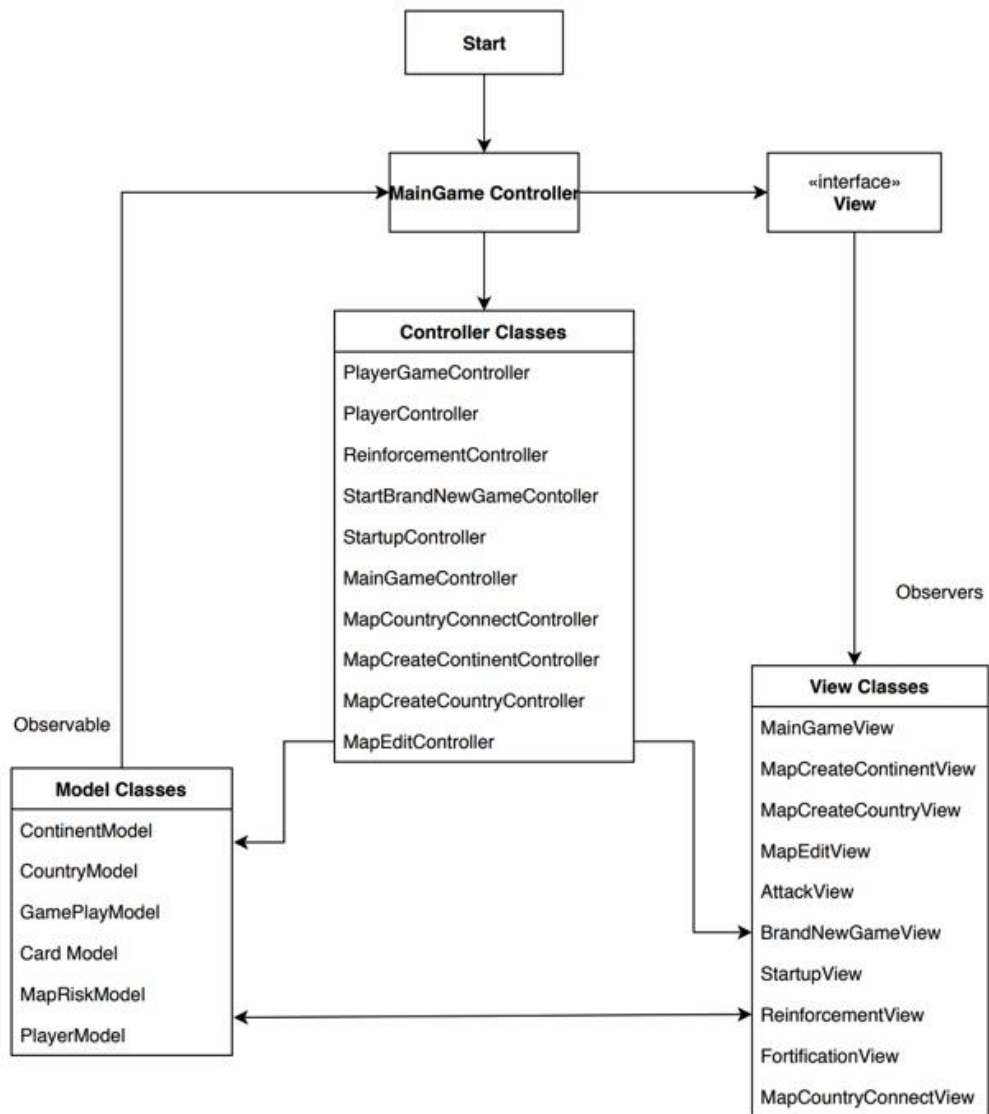 Start
MainGame Controller
«interface»
View
Controller Classes
PlayerGameController
PlayerController
ReinforcementController
StartBrandNewGameContoller
StartupController
MainGameController
MapCountryConnectController
MapCreateContinentController
MapCreateCountryController
MapEditController
Observable
Model Classes
ContinentModel
CountryModel
GamePlayModel
Card Model
MapRiskModel
PlayerModel
Observers
View Classes
MainGameView
MapCreateContinentView
MapCreateCountryView
MapEditView
AttackView
BrandNewGameView
StartupView
ReinforcementView
FortificationView
MapCountryConnectView